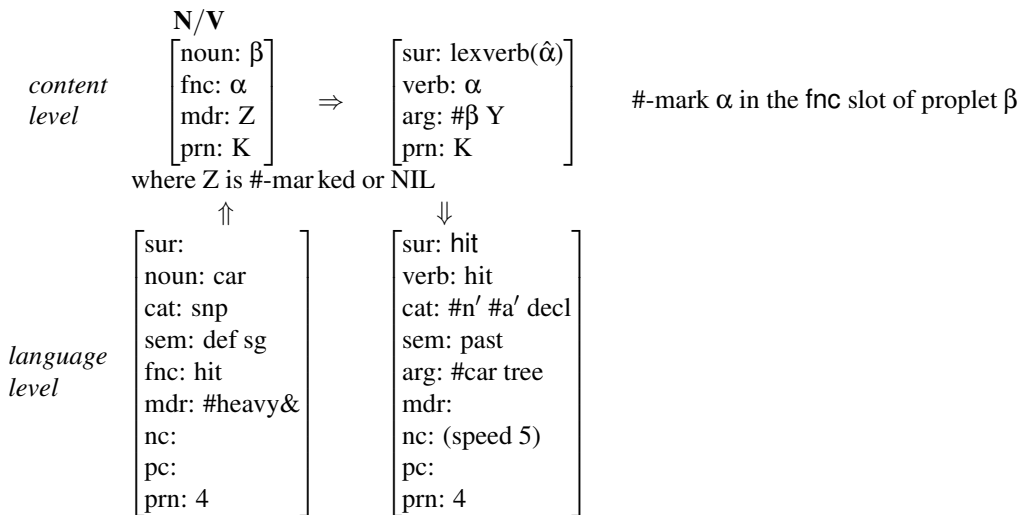 N/V
content level
[noun: β
fnc: α
mdr: Z
prn: K]
⇒
[sur: lexverb(α̂)
verb: α
arg: #β Y
prn: K]
#-mark α in the fnc slot of proplet β
where Z is #-mar ked or NIL
⇑ ⇓
language level
[sur:
noun: car
cat: snp
sem: def sg
fnc: hit
mdr: #heavy&
nc:
pc:
prn: 4]
[sur: hit
verb: hit
cat: #n′ #a′ decl
sem: past
arg: #car tree
mdr:
nc: (speed 5)
pc:
prn: 4]